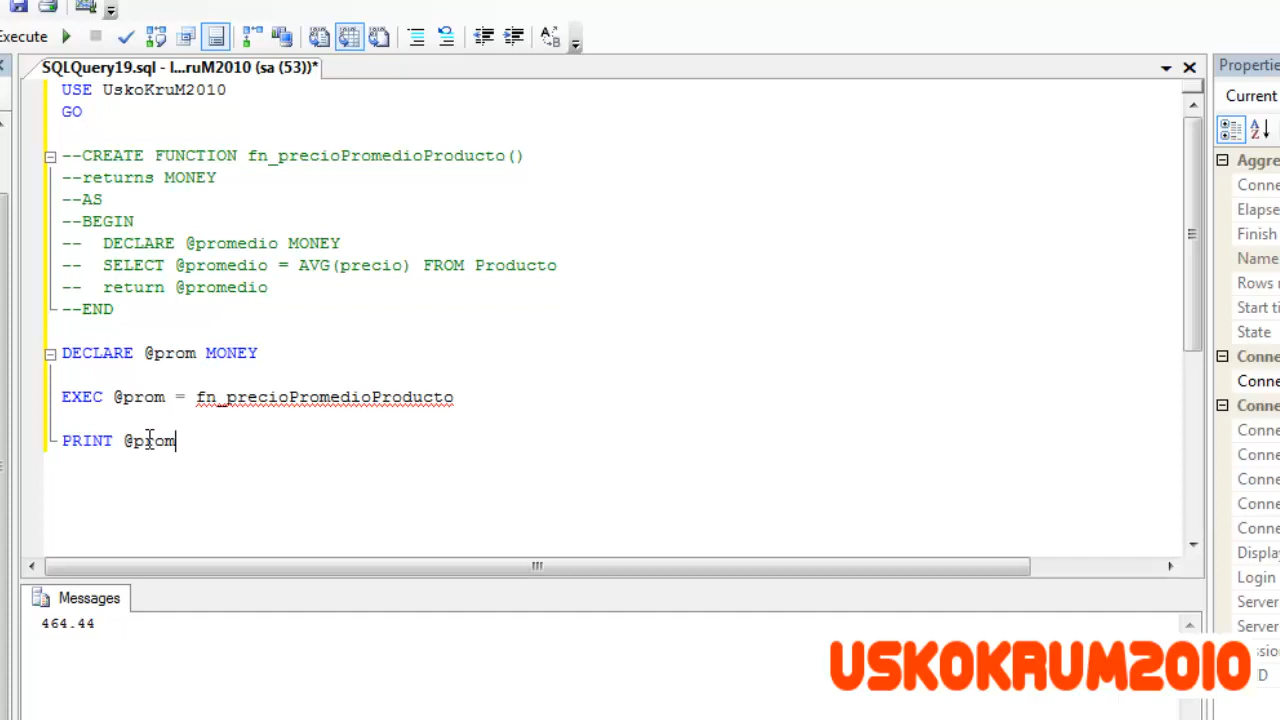 Execute
SQLQuery19.sql - l...ruM2010 (sa (53))*
USE UskoKruM2010
GO
--CREATE FUNCTION fn_precioPromedioProducto()
--returns MONEY
--AS
--BEGIN
-- DECLARE @promedio MONEY
-- SELECT @promedio = AVG(precio) FROM Producto
-- return @promedio
--END
DECLARE @prom MONEY
EXEC @prom = fn_precioPromedioProducto
PRINT @prom
Messages
464.44
Propertie
Current
Aggre
Conne
Elapse
Finish
Name
Rows r
Start ti
State
Conne
Conne
Conne
Conne
Conne
Conne
Conne
Conne
Display
Login
Server
Server
USKOKRUM2010